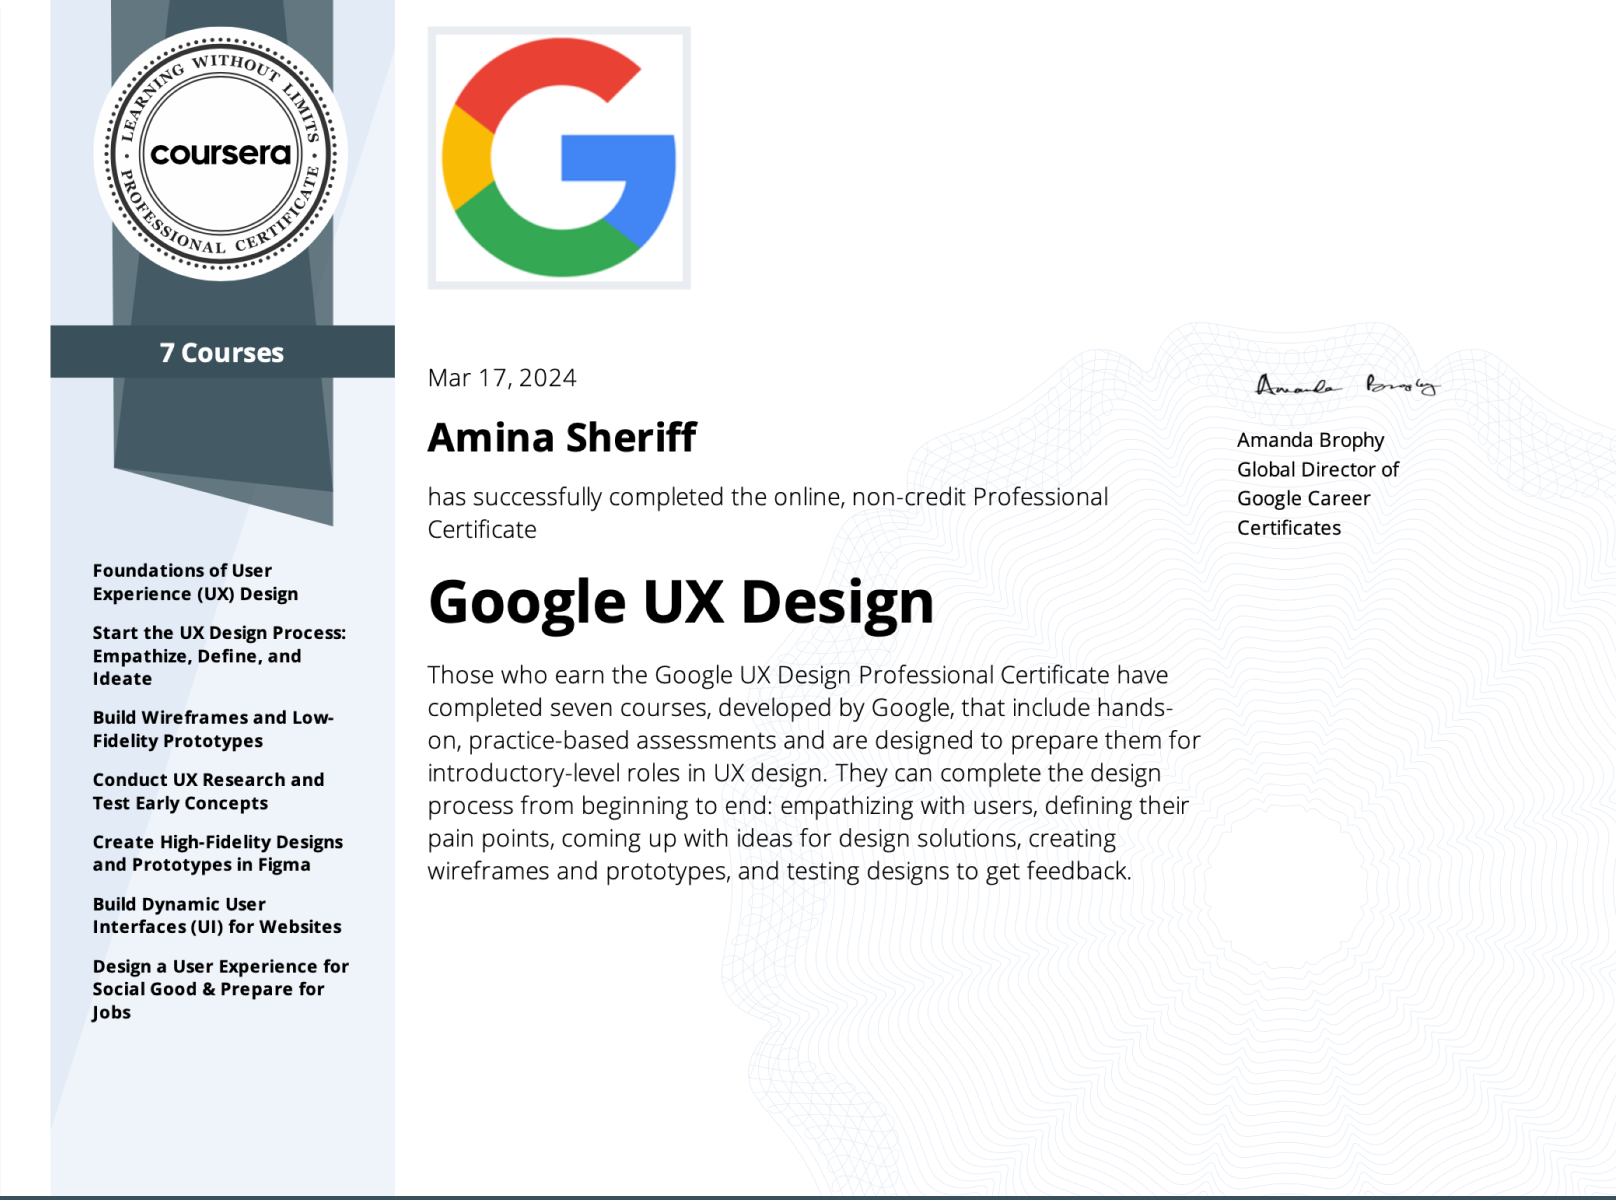 LEARNING WITHOUT LIMITS
coursera
PROFESSIONAL CERTIFICATE
7 Courses
Foundations of User
Experience (UX) Design
Start the UX Design Process:
Empathize, Define, and
Ideate
Build Wireframes and Low-
Fidelity Prototypes
Conduct UX Research and
Test Early Concepts
Create High-Fidelity Designs
and Prototypes in Figma
Build Dynamic User
Interfaces (UI) for Websites
Design a User Experience for
Social Good & Prepare for
Jobs
G
Mar 17, 2024
Amina Sheriff
has successfully completed the online, non-credit Professional
Certificate
Google UX Design
Those who earn the Google UX Design Professional Certificate have
completed seven courses, developed by Google, that include hands-
on, practice-based assessments and are designed to prepare them for
introductory-level roles in UX design. They can complete the design
process from beginning to end: empathizing with users, defining their
pain points, coming up with ideas for design solutions, creating
wireframes and prototypes, and testing designs to get feedback.
Amanda Brophy
Amanda Brophy
Global Director of
Google Career
Certificates